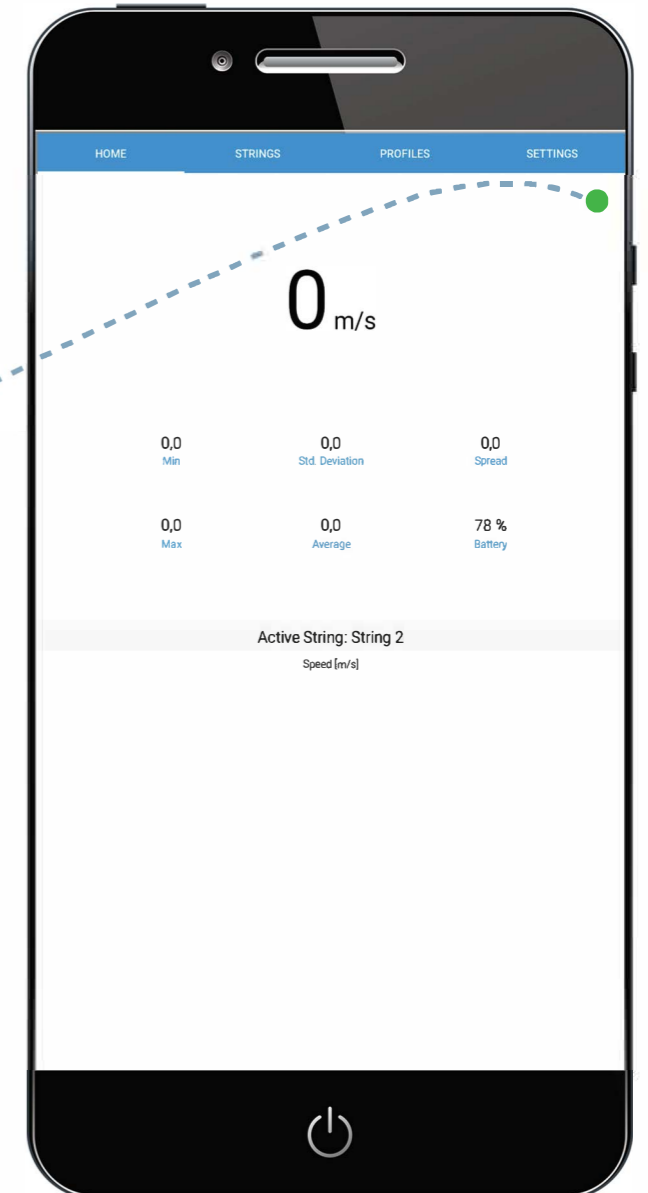 HOME STRINGS PROFILES SETTINGS
0 m/s
0,0 0,0 0,0
Min Std. Deviation Spread
0,0 0,0 78 %
Max Average Battery
Active String: String 2
Speed [m/s]